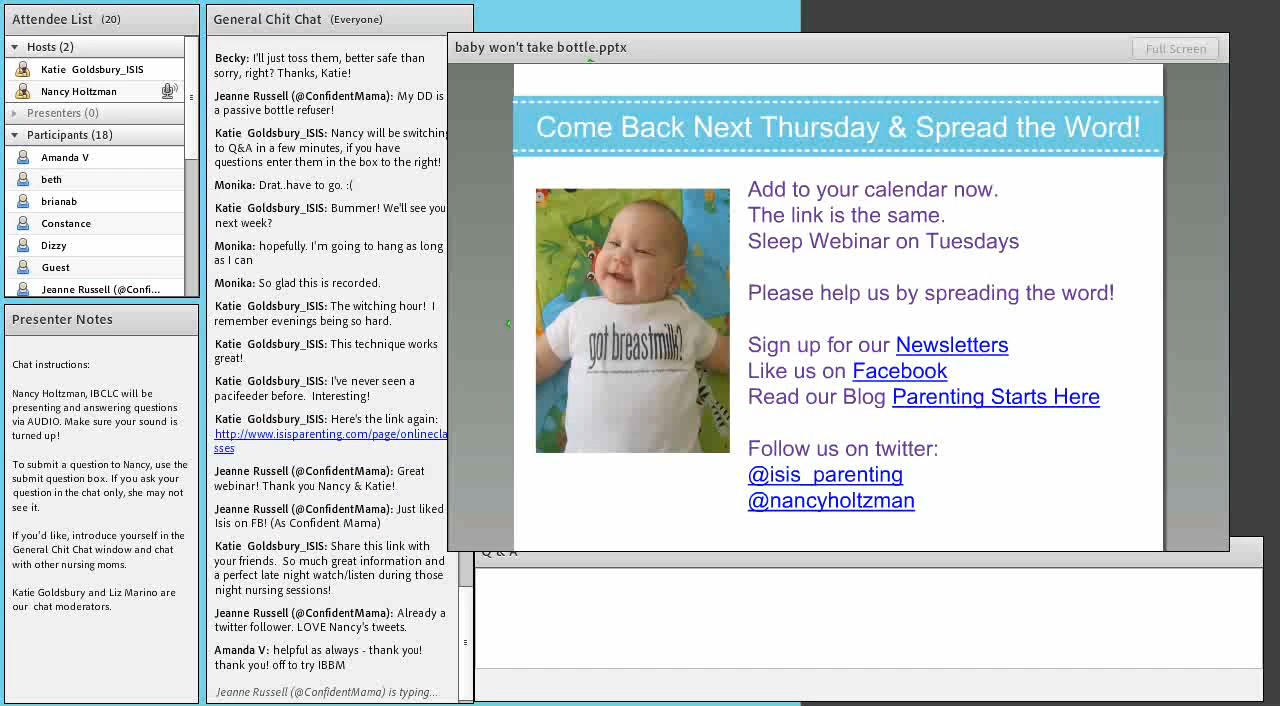 Attendee List (20)
Hosts (2)
Katie Goldsbury_ISIS
Nancy Holtzman
Presenters (0)
Participants (18)
Amanda V
beth
brianab
Constance
Dizzy
Guest
Jeanne Russell (@Confi...
Presenter Notes
Chat instructions:
Nancy Holtzman, IBCLC will be
presenting and answering questions
via AUDIO. Make sure your sound is
turned up!
To submit a question to Nancy, use the
submit question box. If you ask your
question in the chat only, she may not
see it.
If you'd like, introduce yourself in the
General Chit Chat window and chat
with other nursing moms.
Katie Goldsbury and Liz Marino are
our chat moderators.
General Chit Chat (Everyone)
Becky: I'll just toss them, better safe than
sorry, right? Thanks, Katie!
Jeanne Russell (@ConfidentMama): My DD is
a passive bottle refuser!
Katie Goldsbury_ISIS: Nancy will be switching
to Q&A in a few minutes, if you have
questions enter them in the box to the right!
Monika: Drat..have to go. :(
Katie Goldsbury_ISIS: Bummer! We'll see you
next week?
Monika: hopefully. I'm going to hang as long
as I can
Monika: So glad this is recorded.
Katie Goldsbury_ISIS: The witching hour! I
remember evenings being so hard.
Katie Goldsbury_ISIS: This technique works
great!
Katie Goldsbury_ISIS: I've never seen a
pacifeeder before. Interesting!
Katie Goldsbury_ISIS: Here's the link again:
http://www.isisparenting.com/page/onlinecla
sses
Jeanne Russell (@ConfidentMama): Great
webinar! Thank you Nancy & Katie!
Jeanne Russell (@ConfidentMama): Just liked
Isis on FB! (As Confident Mama)
Katie Goldsbury_ISIS: Share this link with
your friends. So much great information and
a perfect late night watch/listen during those
night nursing sessions!
Jeanne Russell (@ConfidentMama): Already a
twitter follower. LOVE Nancy's tweets.
Amanda V: helpful as always - thank you!
thank you! off to try IBBM
Jeanne Russell (@ConfidentMama) is typing...
baby won't take bottle.pptx
Full Screen
Come Back Next Thursday & Spread the Word!
got breastmilk?
Add to your calendar now.
The link is the same.
Sleep Webinar on Tuesdays
Please help us by spreading the word!
Sign up for our Newsletters
Like us on Facebook
Read our Blog Parenting Starts Here
Follow us on twitter:
@isis_parenting
@nancyholtzman
Q & A